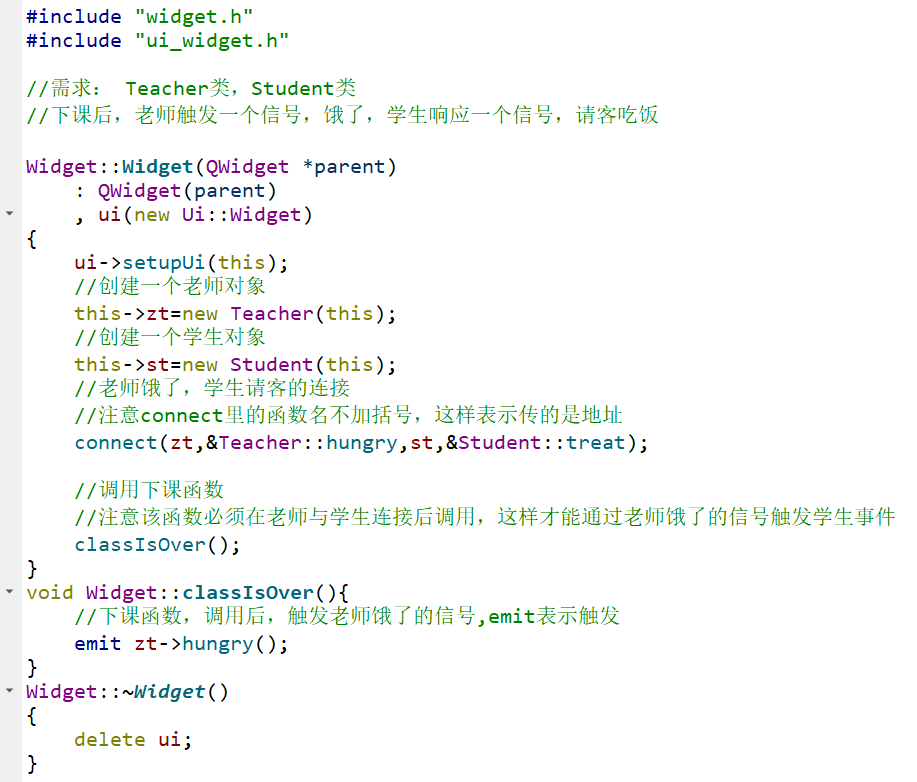 #include "widget.h"
#include "ui_widget.h"
//需求： Teacher类，Student类
//下课后，老师触发一个信号，饿了，学生响应一个信号，请客吃饭
Widget::Widget(QWidget *parent)
    : QWidget(parent)
    , ui(new Ui::Widget)
{
    ui->setupUi(this);
    //创建一个老师对象
    this->zt=new Teacher(this);
    //创建一个学生对象
    this->st=new Student(this);
    //老师饿了，学生请客的连接
    //注意connect里的函数名不加括号，这样表示传的是地址
    connect(zt,&Teacher::hungry,st,&Student::treat);
    //调用下课函数
    //注意该函数必须在老师与学生连接后调用，这样才能通过老师饿了的信号触发学生事件
    classIsOver();
}
void Widget::classIsOver(){
    //下课函数，调用后，触发老师饿了的信号,emit表示触发
    emit zt->hungry();
}
Widget::~Widget()
{
    delete ui;
}